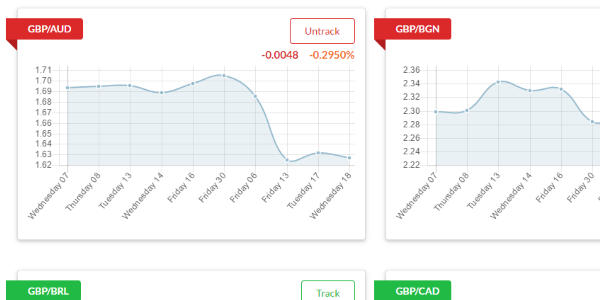 GBP/AUD
Untrack
-0.0048 -0.2950%
1.71
1.70
1.69
1.68
1.67
1.66
1.65
1.64
1.63
1.62
Wednesday 07
Thursday 08
Tuesday 13
Wednesday 14
Friday 16
Friday 30
Friday 06
Friday 13
Tuesday 17
Wednesday 18
GBP/BGN
2.36
2.34
2.32
2.30
2.28
2.26
2.24
2.22
Wednesday 07
Thursday 08
Tuesday 13
Wednesday 14
Friday 16
Friday 30
GBP/BRL
Track
GBP/CAD